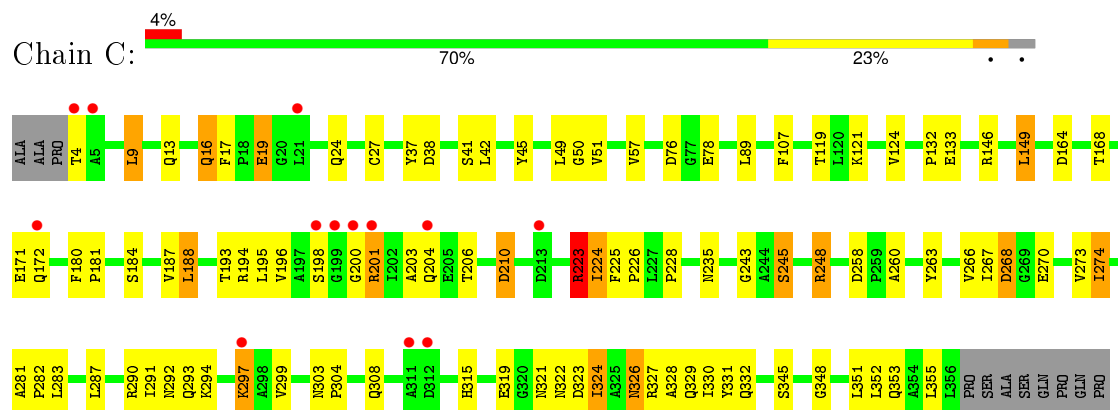 4%
Chain C:
70%
23%
ALA ALA PRO T4 A5 L9 Q13 Q16 F17 P18 E19 G20 L21 Q24 C27 Y37 D38 S41 L42 Y45 L49 G50 V51 V57 D76 G77 E78 L89 F107 T119 L120 K121 V124 P132 E133 R146 L149 D164 T168
E171 Q172 F180 P181 S184 V187 L188 T193 R194 L195 V196 A197 S198 G199 G200 R201 I202 A203 Q204 E205 T206 D210 D213 R223 I224 F225 P226 L227 P228 N235 G243 A244 S245 R248 D258 P259 A260 Y263 V266 I267 D268 G269 E270 V273 I274
A281 P282 L283 L287 R290 I291 N292 Q293 K294 K297 A298 V299 N303 P304 Q308 A311 D312 H315 E319 G320 N321 N322 D323 I324 A325 N326 R327 A328 Q329 I330 Y331 Q332 S345 G348 L351 L352 Q353 A354 L355 L356 PRO SER ALA SER GLN PRO GLN PRO